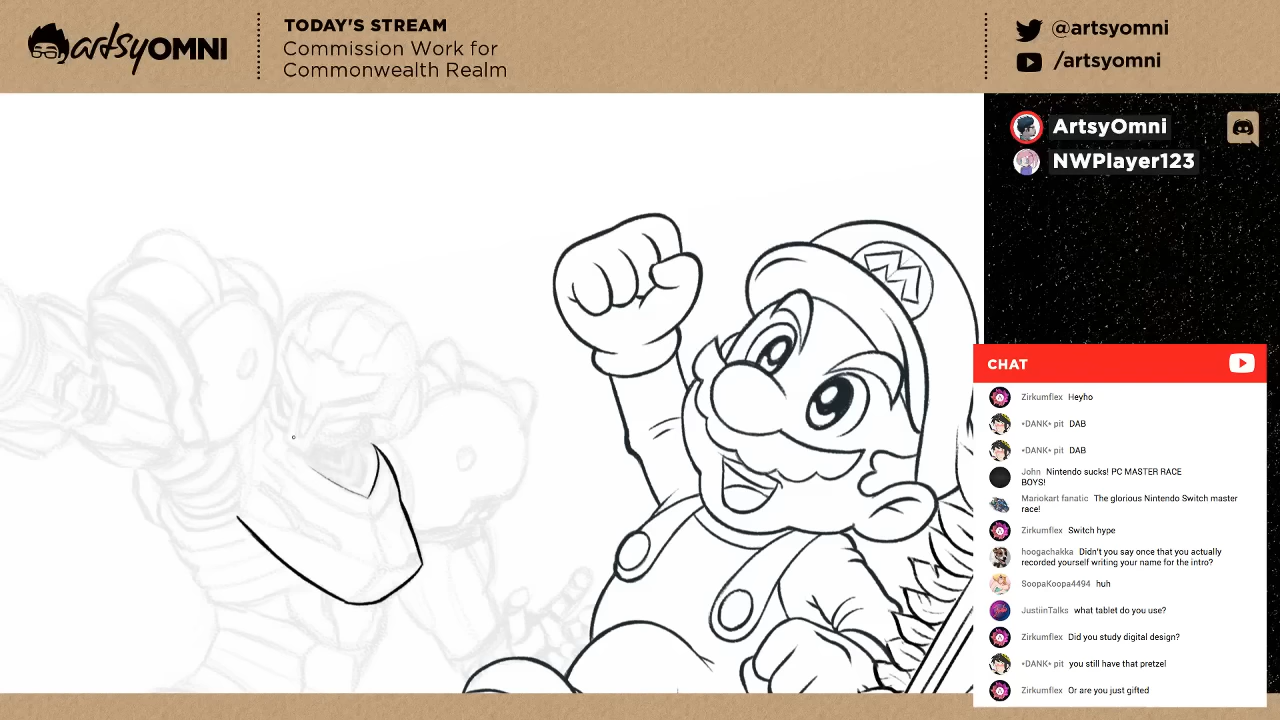 artsyOMNI
TODAY'S STREAM
Commission Work for
Commonwealth Realm
@artsyomni
/artsyomni
ArtsyOmni
NWPlayer123
M
CHAT
Zirkumflex Heyho
•DANK• pit DAB
•DANK• pit DAB
John Nintendo sucks! PC MASTER RACE
BOYS!
Mariokart fanatic The glorious Nintendo Switch master
race!
Zirkumflex Switch hype
hoogachakka Didn't you say once that you actually
recorded yourself writing your name for the intro?
SoopaKoopa4494 huh
JustiinTalks what tablet do you use?
Zirkumflex Did you study digital design?
•DANK• pit you still have that pretzel
Zirkumflex Or are you just gifted